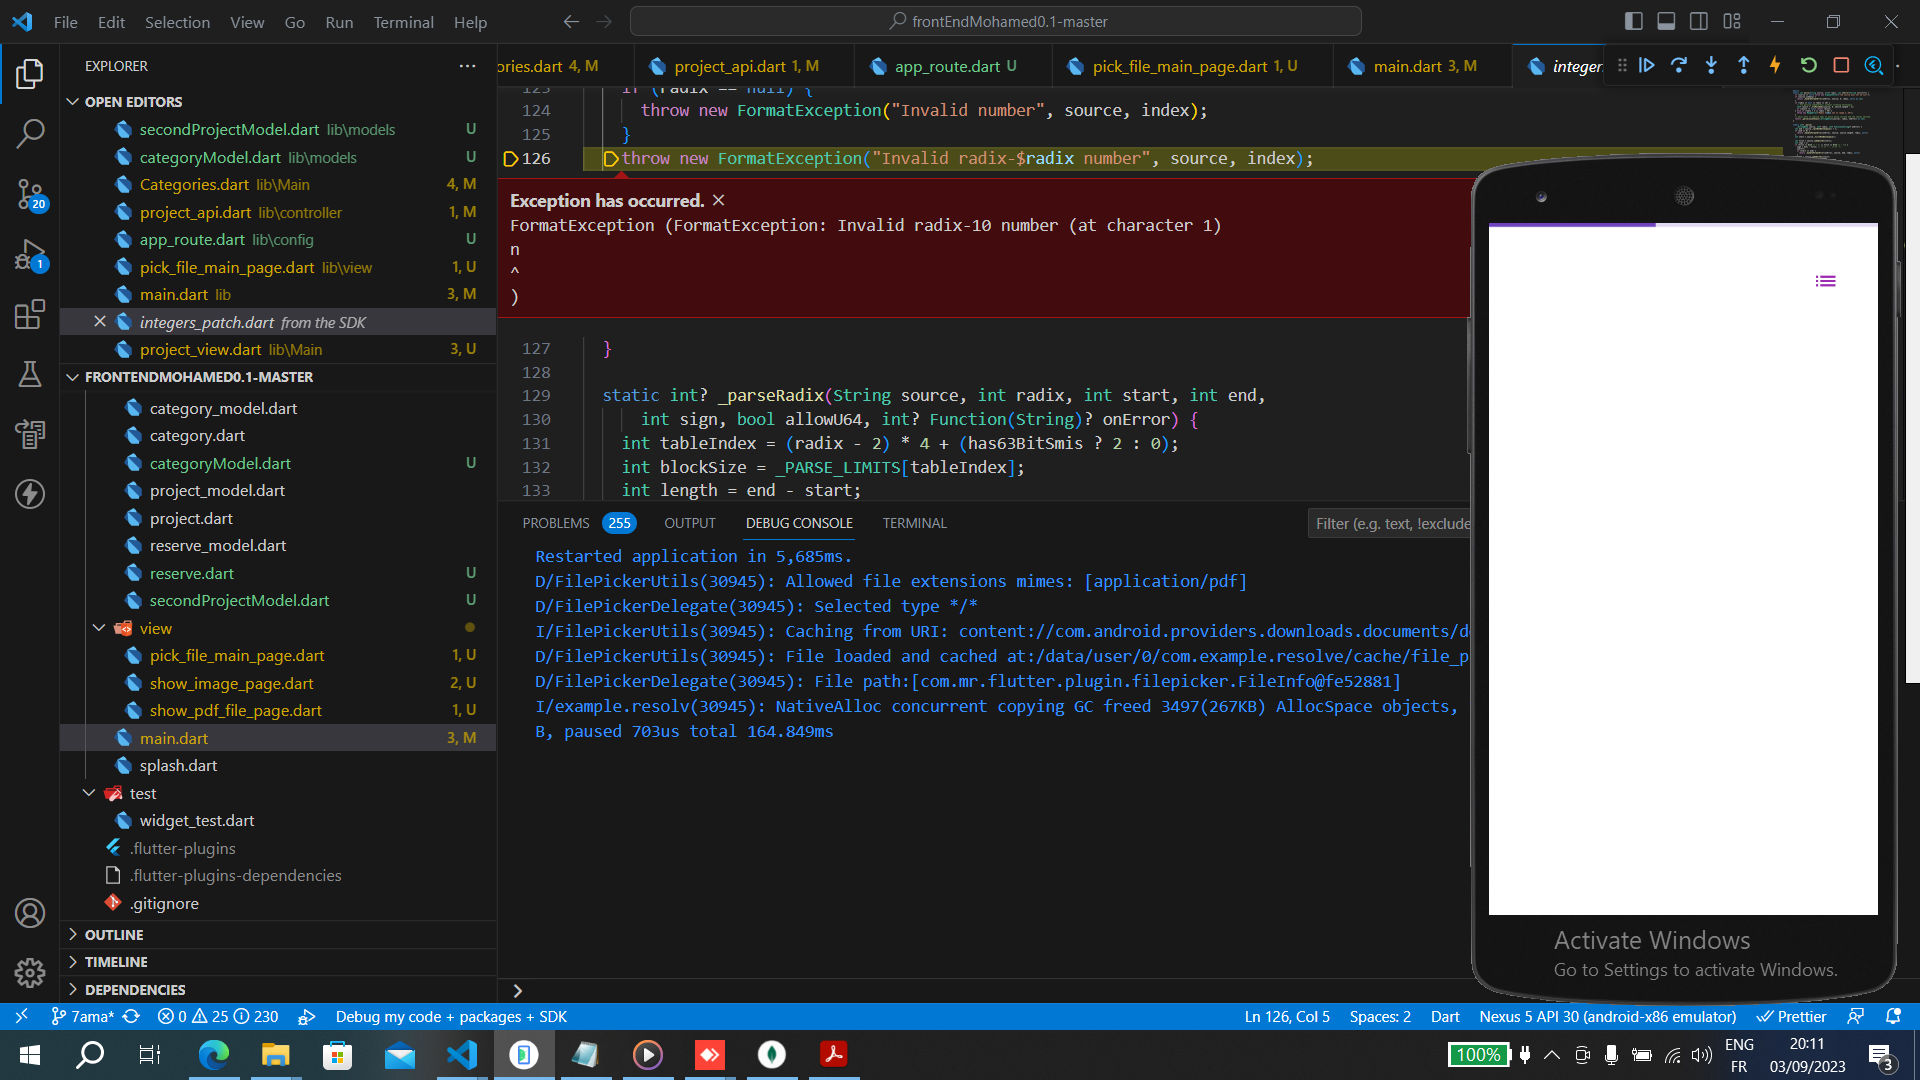 File Edit Selection View Go Run Terminal Help
frontEndMohamed0.1-master
EXPLORER
OPEN EDITORS
secondProjectModel.dart lib\models U
categoryModel.dart lib\models U
Categories.dart lib\Main 4, M
project_api.dart lib\controller 1, M
app_route.dart lib\config U
pick_file_main_page.dart lib\view 1, U
main.dart lib 3, M
integers_patch.dart from the SDK
project_view.dart lib\Main 3, U
20
1
FRONTENDMOHAMED0.1-MASTER
category_model.dart
category.dart
categoryModel.dart U
project_model.dart
project.dart
reserve_model.dart
reserve.dart U
secondProjectModel.dart U
view
pick_file_main_page.dart 1, U
show_image_page.dart 2, U
show_pdf_file_page.dart 1, U
main.dart 3, M
splash.dart
test
widget_test.dart
.flutter-plugins
.flutter-plugins-dependencies
.gitignore
OUTLINE
TIMELINE
DEPENDENCIES
ories.dart 4, M project_api.dart 1, M app_route.dart U pick_file_main_page.dart 1, U main.dart 3, M integer
123 if (radix == null) {
124 throw new FormatException("Invalid number", source, index);
125 }
126 throw new FormatException("Invalid radix-$radix number", source, index);
Exception has occurred.
FormatException (FormatException: Invalid radix-10 number (at character 1)
n
^
)
127 }
128
129 static int? _parseRadix(String source, int radix, int start, int end,
130 int sign, bool allowU64, int? Function(String)? onError) {
131 int tableIndex = (radix - 2) * 4 + (has63BitSmis ? 2 : 0);
132 int blockSize = _PARSE_LIMITS[tableIndex];
133 int length = end - start;
PROBLEMS 255 OUTPUT DEBUG CONSOLE TERMINAL Filter (e.g. text, !exclude
Restarted application in 5,685ms.
D/FilePickerUtils(30945): Allowed file extensions mimes: [application/pdf]
D/FilePickerDelegate(30945): Selected type */*
I/FilePickerUtils(30945): Caching from URI: content://com.android.providers.downloads.documents/d
D/FilePickerUtils(30945): File loaded and cached at:/data/user/0/com.example.resolve/cache/file_p
D/FilePickerDelegate(30945): File path:[com.mr.flutter.plugin.filepicker.FileInfo@fe52881]
I/example.resolv(30945): NativeAlloc concurrent copying GC freed 3497(267KB) AllocSpace objects,
B, paused 703us total 164.849ms
Activate Windows
Go to Settings to activate Windows.
7ama* 0 25 230 Debug my code + packages + SDK Ln 126, Col 5 Spaces: 2 Dart Nexus 5 API 30 (android-x86 emulator) Prettier
100% ENG FR 20:11 03/09/2023 3